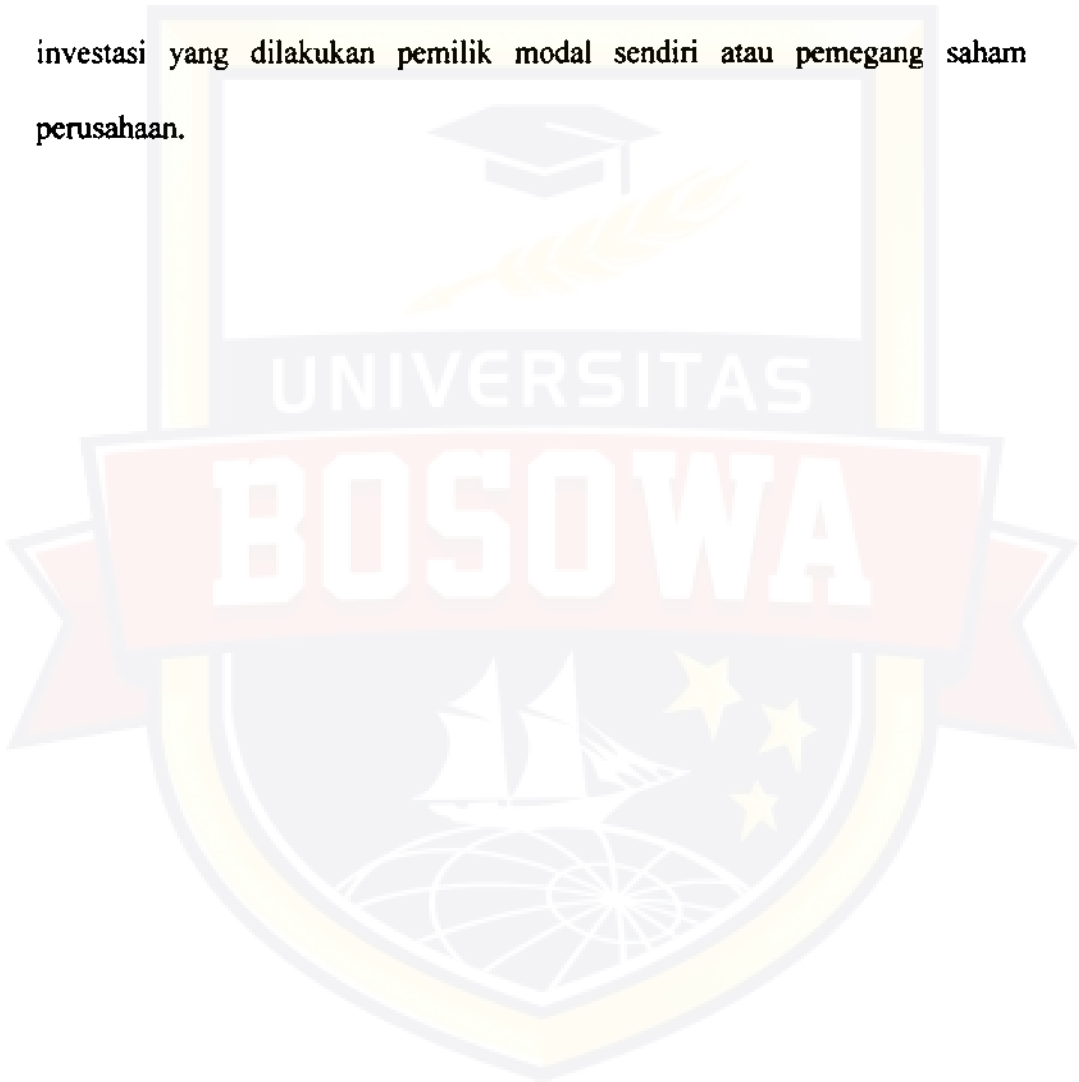 investasi yang dilakukan pemilik modal sendiri atau pemegang saham
perusahaan.
UNIVERSITAS
BOSOWA